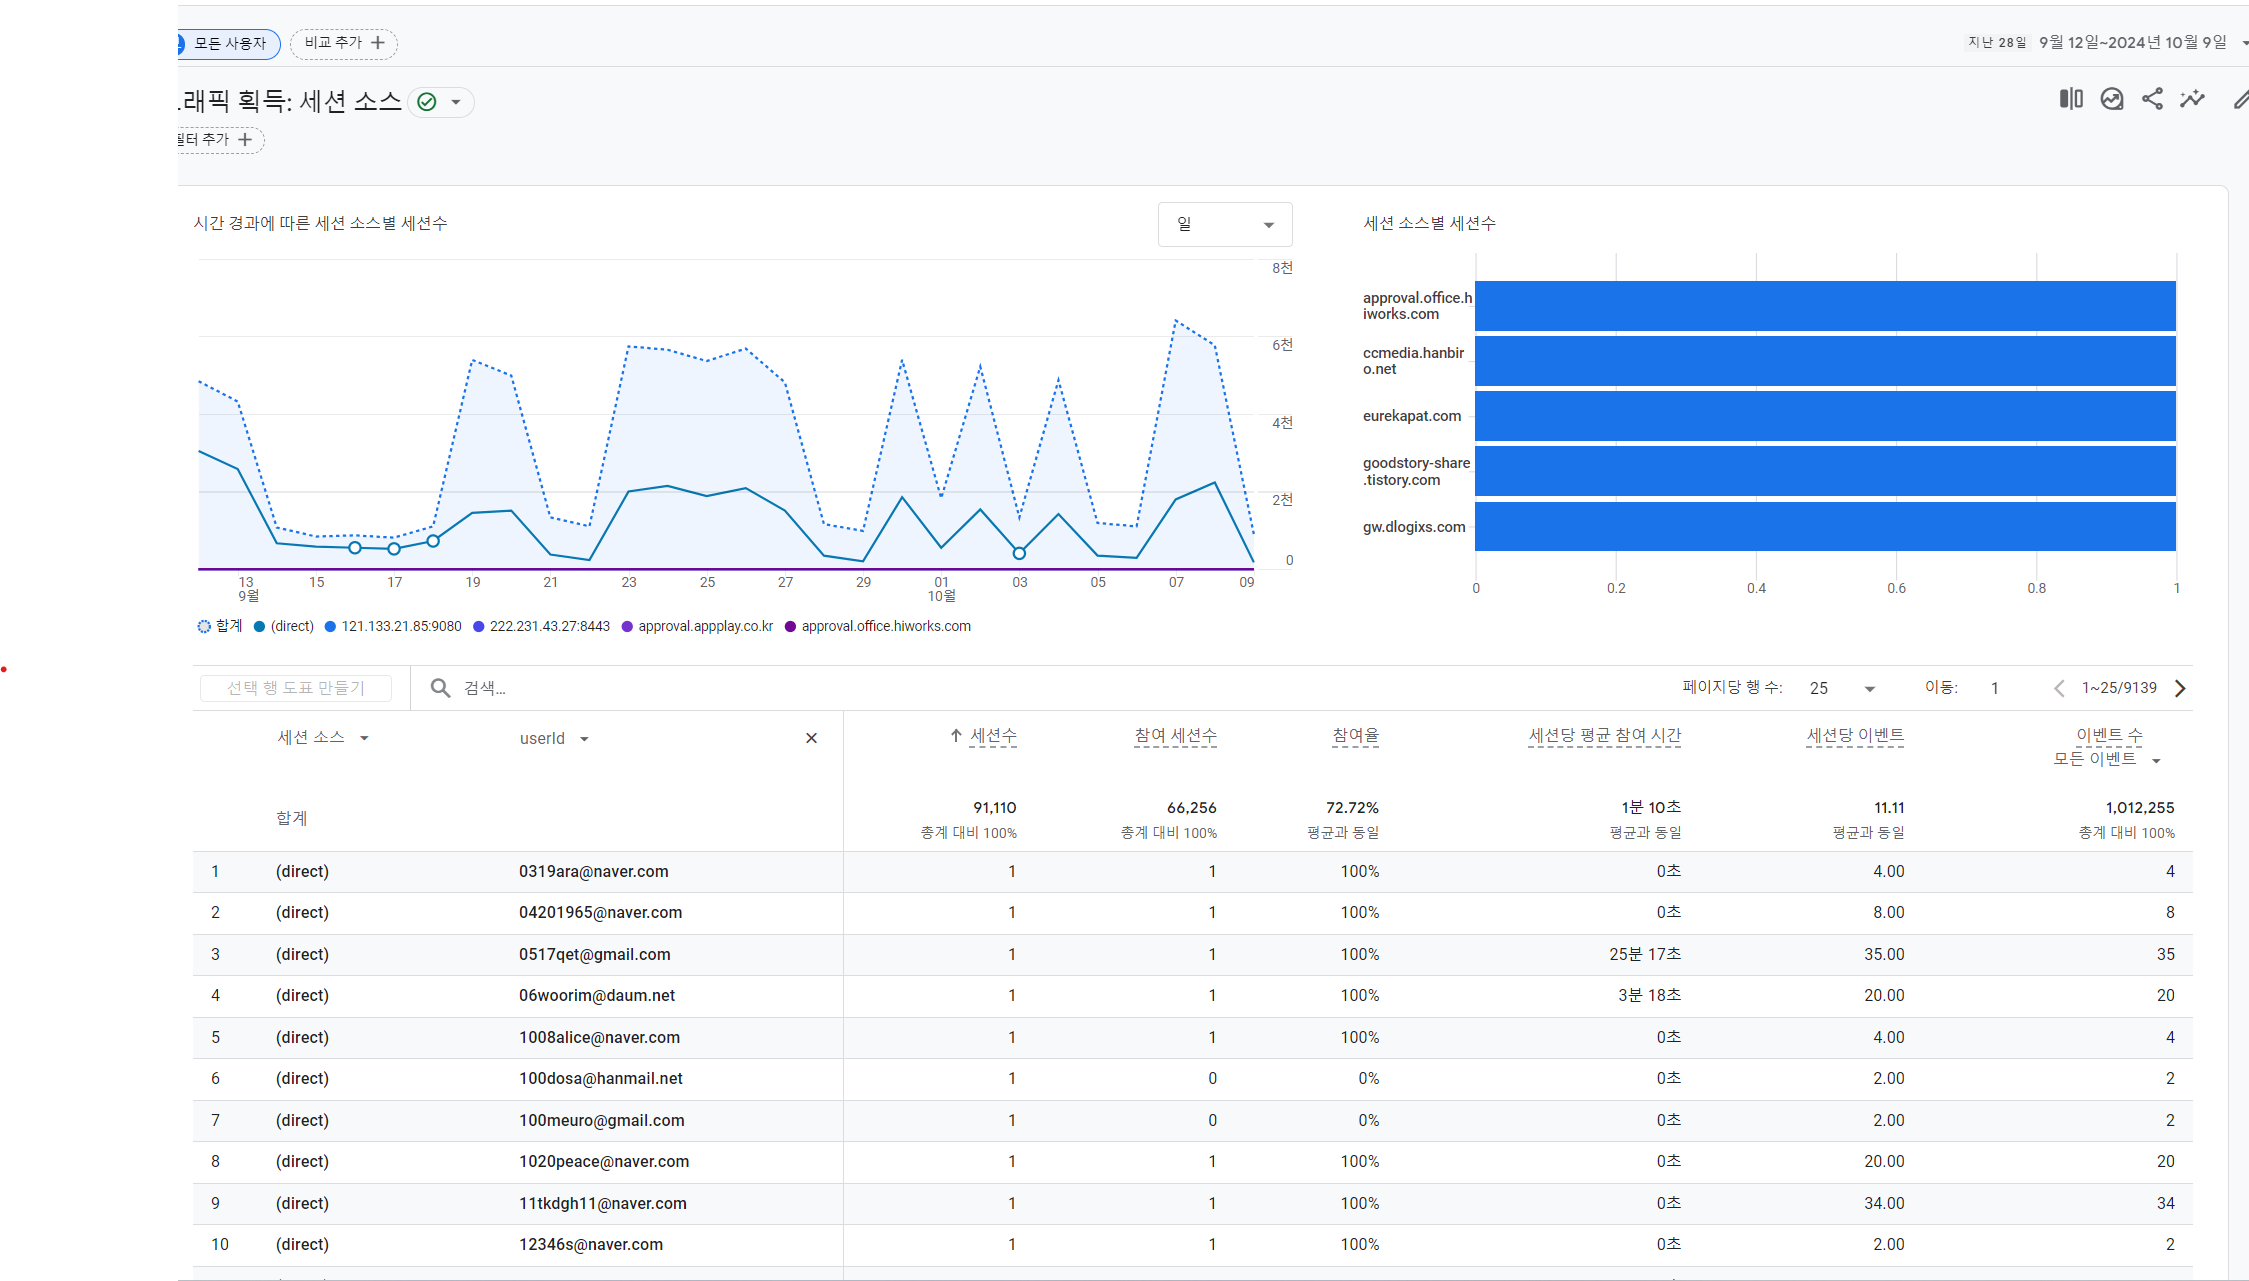 모든 사용자
비교 추가
지난 28일 9월 12일~2024년 10월 9일
래픽 획득: 세션 소스
필터 추가
시간 경과에 따른 세션 소스별 세션수
일
8천
6천
4천
2천
0
13
9월
15
17
19
21
23
25
27
29
01
10월
03
05
07
09
합계 (direct) 121.133.21.85:9080 222.231.43.27:8443 approval.appplay.co.kr approval.office.hiworks.com
세션 소스별 세션수
approval.office.h
iworks.com
ccmedia.hanbir
o.net
eurekapat.com
goodstory-share
.tistory.com
gw.dlogixs.com
0 0.2 0.4 0.6 0.8 1
선택 행 도표 만들기
검색...
페이지당 행 수: 25 이동: 1 1~25/9139
세션 소스 userId 세션수 참여 세션수 참여율 세션당 평균 참여 시간 세션당 이벤트 이벤트 수
모든 이벤트
합계 91,110 66,256 72.72% 1분 10초 11.11 1,012,255
총계 대비 100% 총계 대비 100% 평균과 동일 평균과 동일 평균과 동일 총계 대비 100%
1 (direct) 0319ara@naver.com 1 1 100% 0초 4.00 4
2 (direct) 04201965@naver.com 1 1 100% 0초 8.00 8
3 (direct) 0517qet@gmail.com 1 1 100% 25분 17초 35.00 35
4 (direct) 06woorim@daum.net 1 1 100% 3분 18초 20.00 20
5 (direct) 1008alice@naver.com 1 1 100% 0초 4.00 4
6 (direct) 100dosa@hanmail.net 1 0 0% 0초 2.00 2
7 (direct) 100meuro@gmail.com 1 0 0% 0초 2.00 2
8 (direct) 1020peace@naver.com 1 1 100% 0초 20.00 20
9 (direct) 11tkdgh11@naver.com 1 1 100% 0초 34.00 34
10 (direct) 12346s@naver.com 1 1 100% 0초 2.00 2